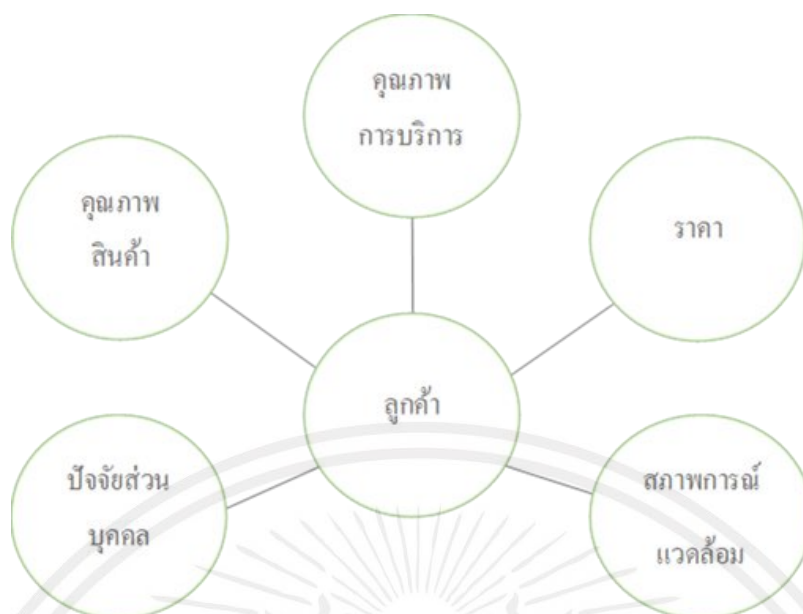 คุณภาพ
การบริการ
คุณภาพ
สินค้า
ราคา
ลูกค้า
ปัจจัยส่วน
บุคคล
สภาพการณ์
แวดล้อม